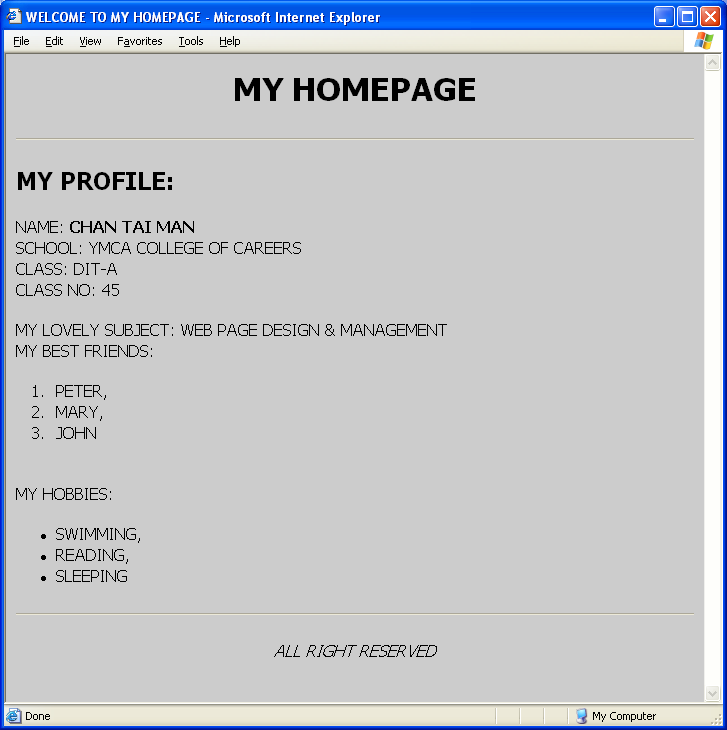 WELCOME TO MY HOMEPAGE - Microsoft Internet Explorer
File Edit View Favorites Tools Help
MY HOMEPAGE
MY PROFILE:
NAME: CHAN TAI MAN
SCHOOL: YMCA COLLEGE OF CAREERS
CLASS: DIT-A
CLASS NO: 45
MY LOVELY SUBJECT: WEB PAGE DESIGN & MANAGEMENT
MY BEST FRIENDS:
1. PETER,
2. MARY,
3. JOHN
MY HOBBIES:
• SWIMMING,
• READING,
• SLEEPING
ALL RIGHT RESERVED
Done My Computer